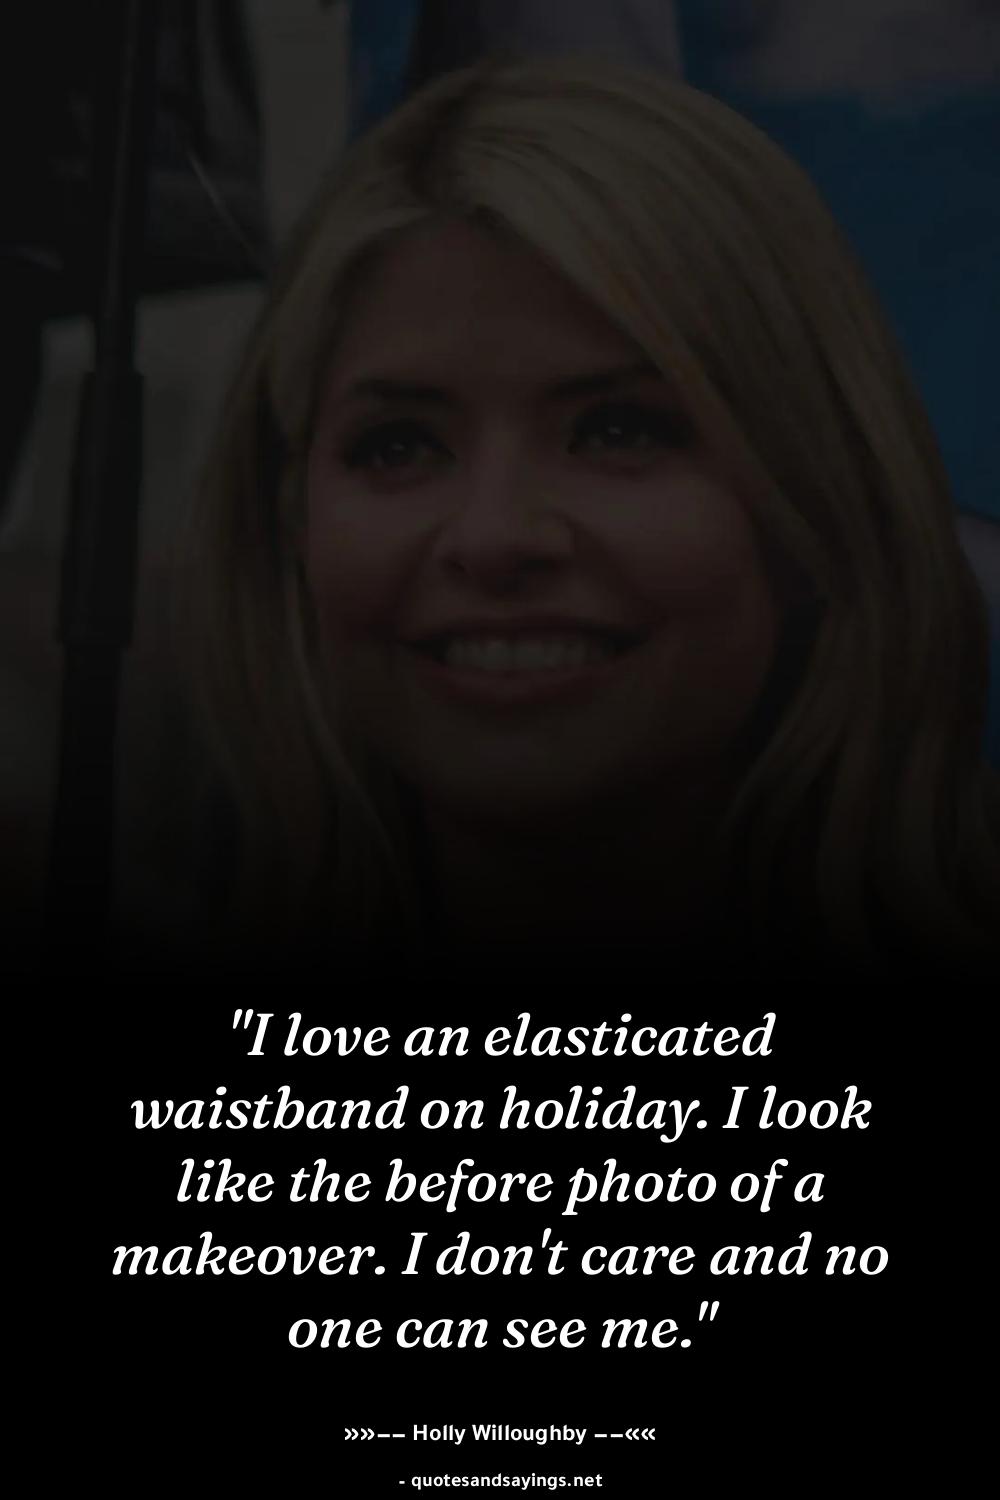 "I love an elasticated
waistband on holiday. I look
like the before photo of a
makeover. I don't care and no
one can see me."
»»−− Holly Willoughby −−««
- quotesandsayings.net